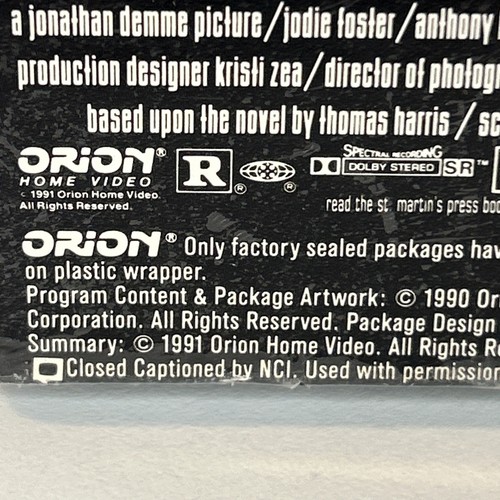 a jonathan demme picture/jodie foster/anthony
production designer kristi zea/director of photog
based upon the novel by thomas harris / sc
ORION®
HOME VIDEO
© 1991 Orion Home Video.
All Rights Reserved.
R®
®
SPECTRAL RECORDING
DOLBY STEREO SR™
read the st. martin's press boo
ORION® Only factory sealed packages hav
on plastic wrapper.
Program Content & Package Artwork: © 1990 Or
Corporation. All Rights Reserved. Package Design
Summary: © 1991 Orion Home Video. All Rights R
Closed Captioned by NCI. Used with permission